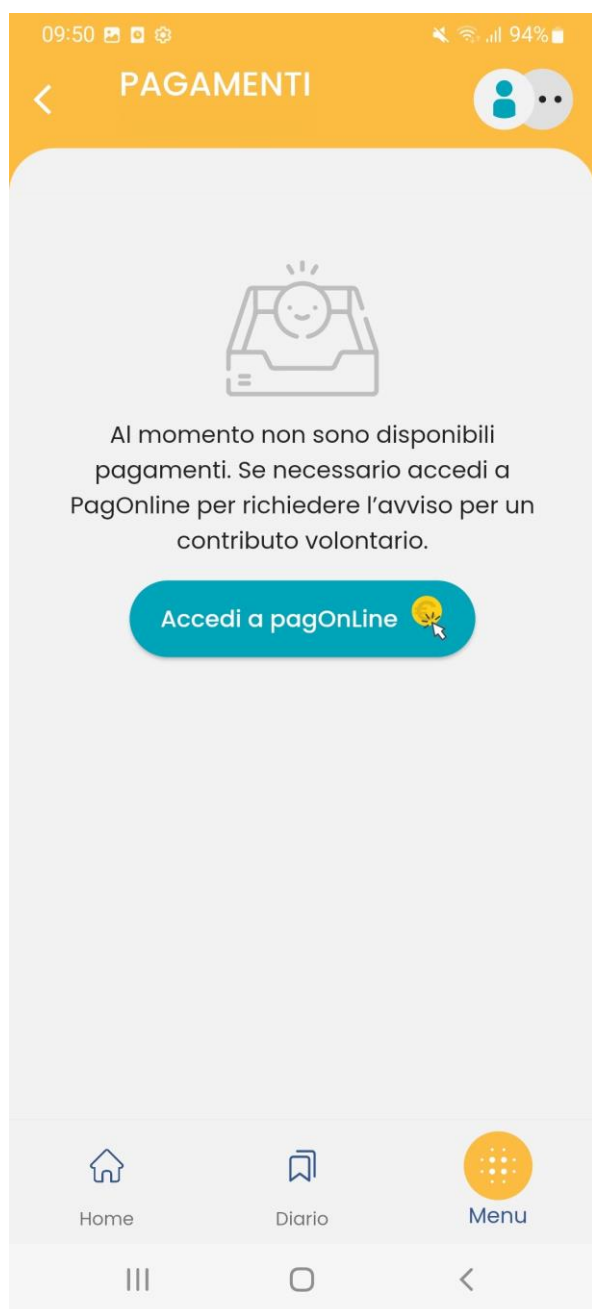 09:50 94%
PAGAMENTI
Al momento non sono disponibili
pagamenti. Se necessario accedi a
PagOnline per richiedere l’avviso per un
contributo volontario.
Accedi a pagOnLine
Home Diario Menu